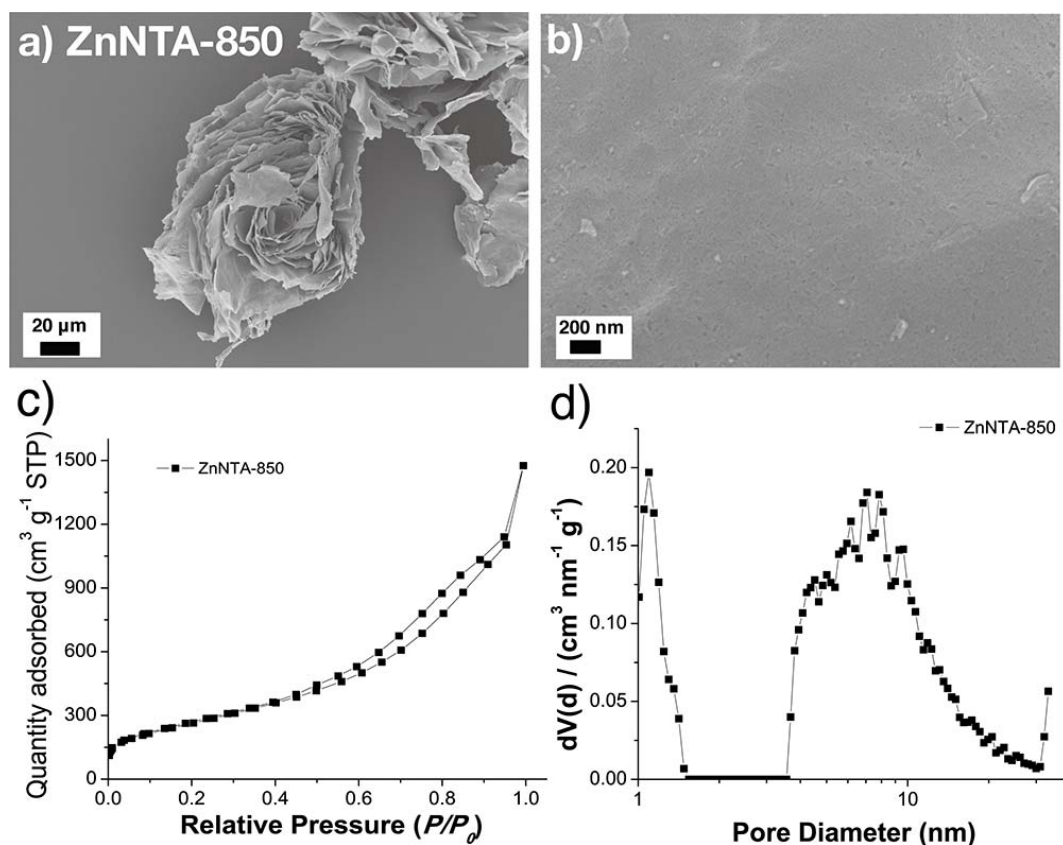 a) ZnNTA-850
20 µm
b)
200 nm
c)
Quantity adsorbed (cm³ g⁻¹ STP)
1500
1200
900
600
300
0
ZnNTA-850
0.0 0.2 0.4 0.6 0.8 1.0
Relative Pressure (P/P₀)
d)
dV(d) / (cm³ nm⁻¹ g⁻¹)
0.20
0.15
0.10
0.05
0.00
ZnNTA-850
1 10
Pore Diameter (nm)